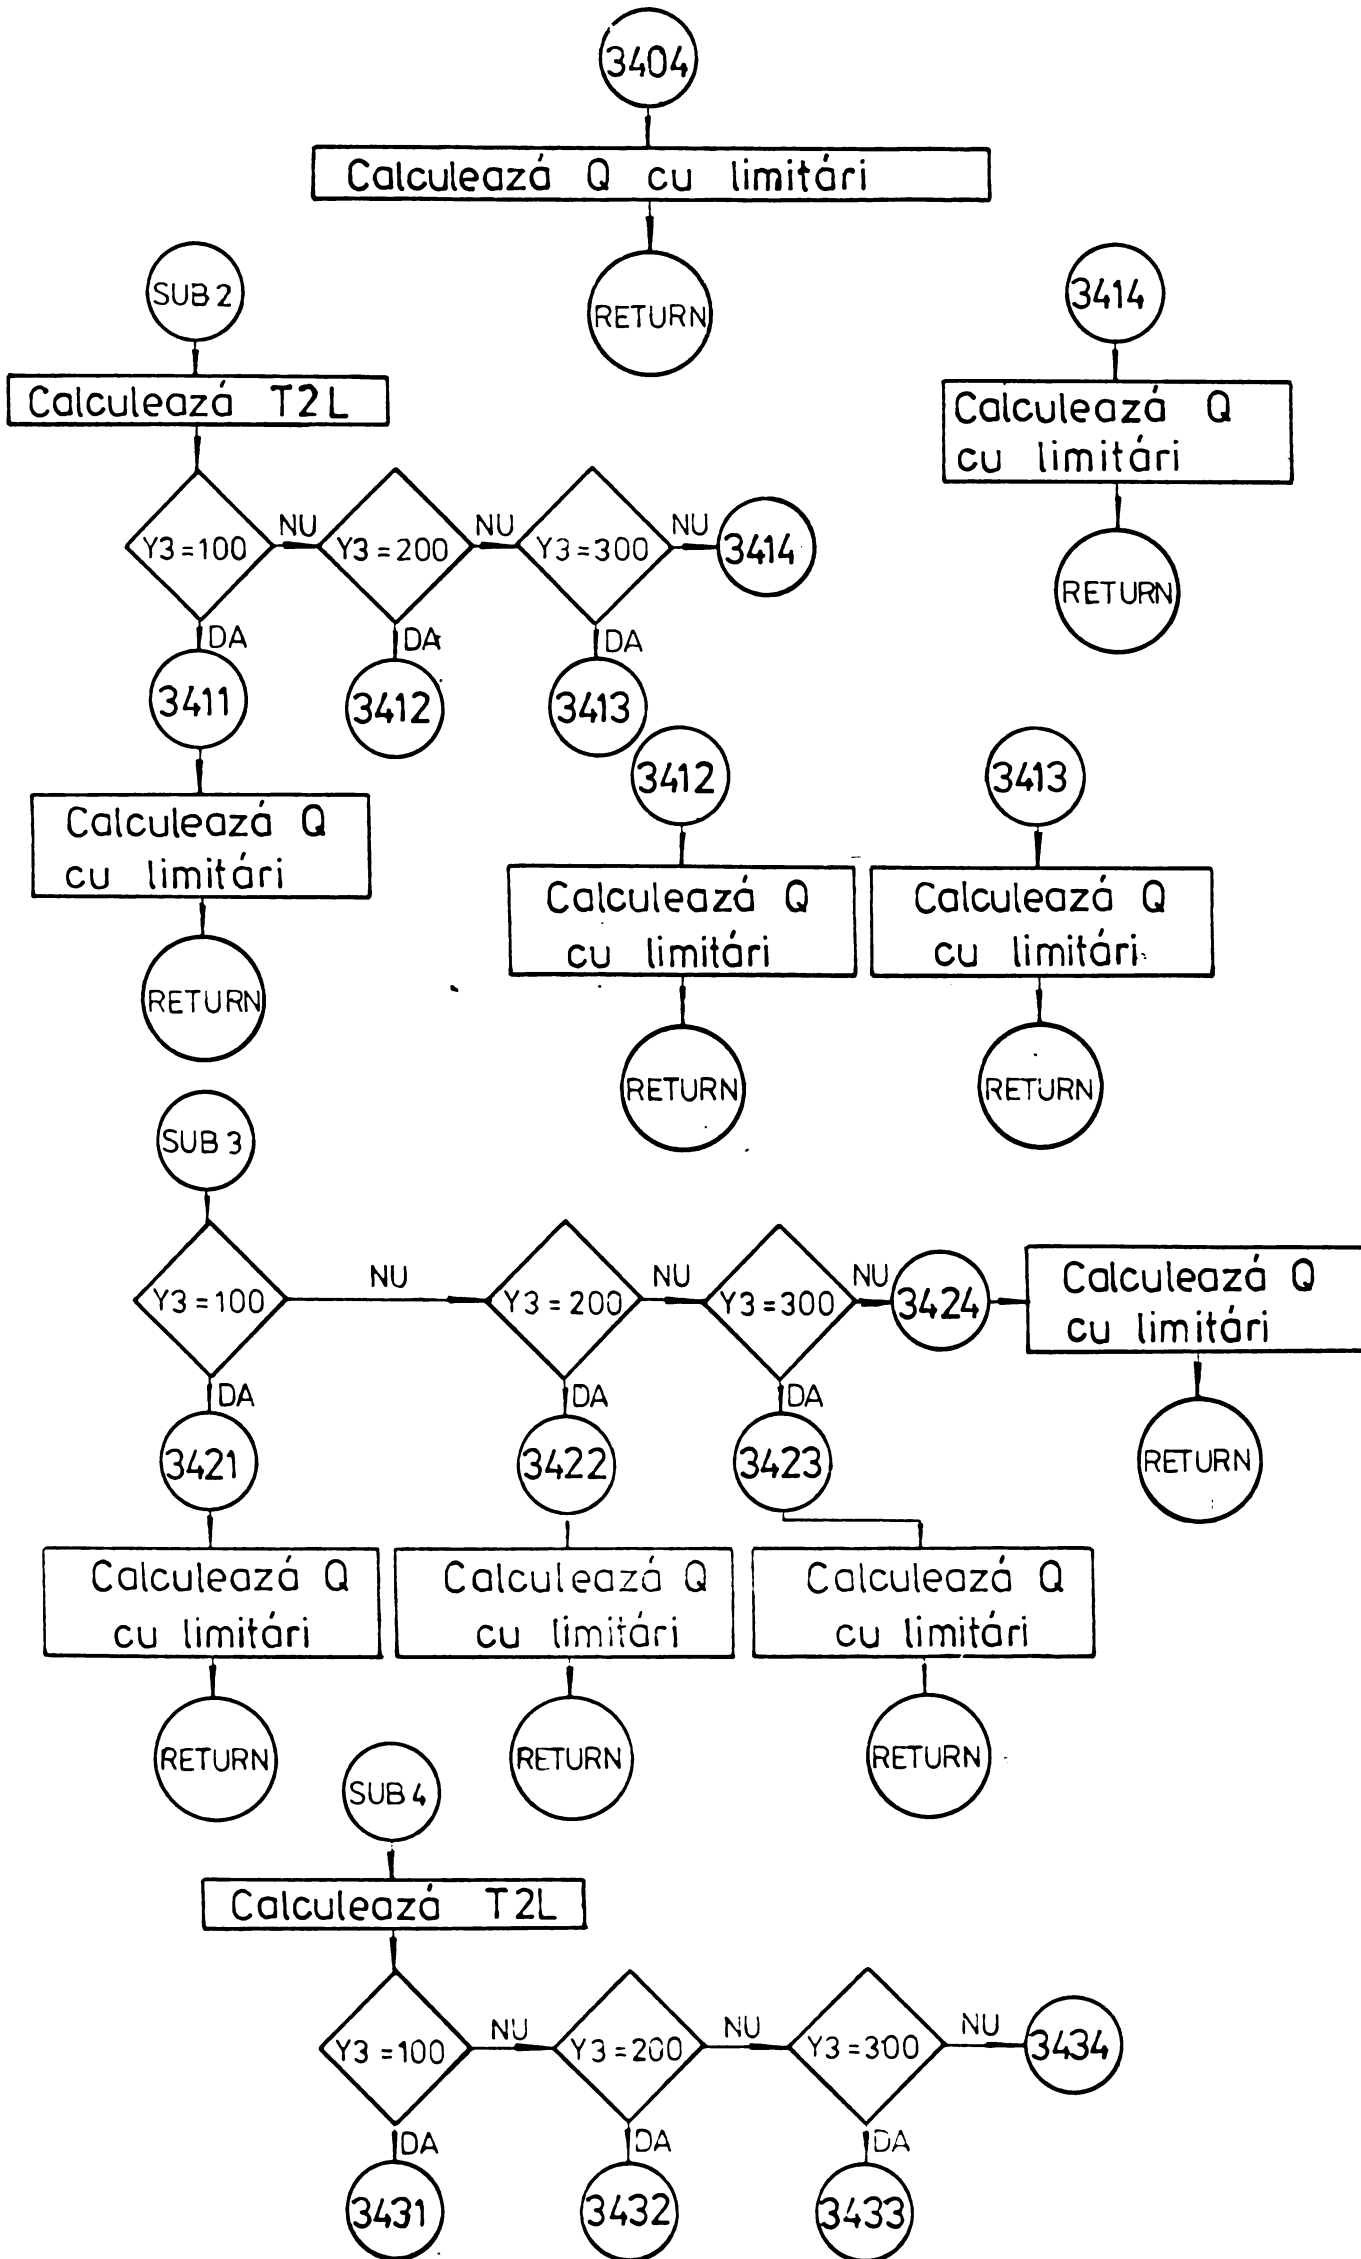 3404
Calculează Q cu limitări
RETURN
SUB 2
Calculează T2L
Y3=100
NU
Y3=200
NU
Y3=300
NU
3414
DA
DA
DA
3411
3412
3413
Calculează Q
cu limitări
RETURN
3414
Calculează Q
cu limitări
RETURN
3412
Calculează Q
cu limitări
RETURN
3413
Calculează Q
cu limitări
RETURN
SUB 3
Y3=100
NU
Y3=200
NU
Y3=300
NU
3424
Calculează Q
cu limitări
RETURN
DA
DA
DA
3421
3422
3423
Calculează Q
cu limitări
Calculează Q
cu limitări
Calculează Q
cu limitări
RETURN
RETURN
RETURN
SUB 4
Calculează T2L
Y3=100
NU
Y3=200
NU
Y3=300
NU
3434
DA
DA
DA
3431
3432
3433